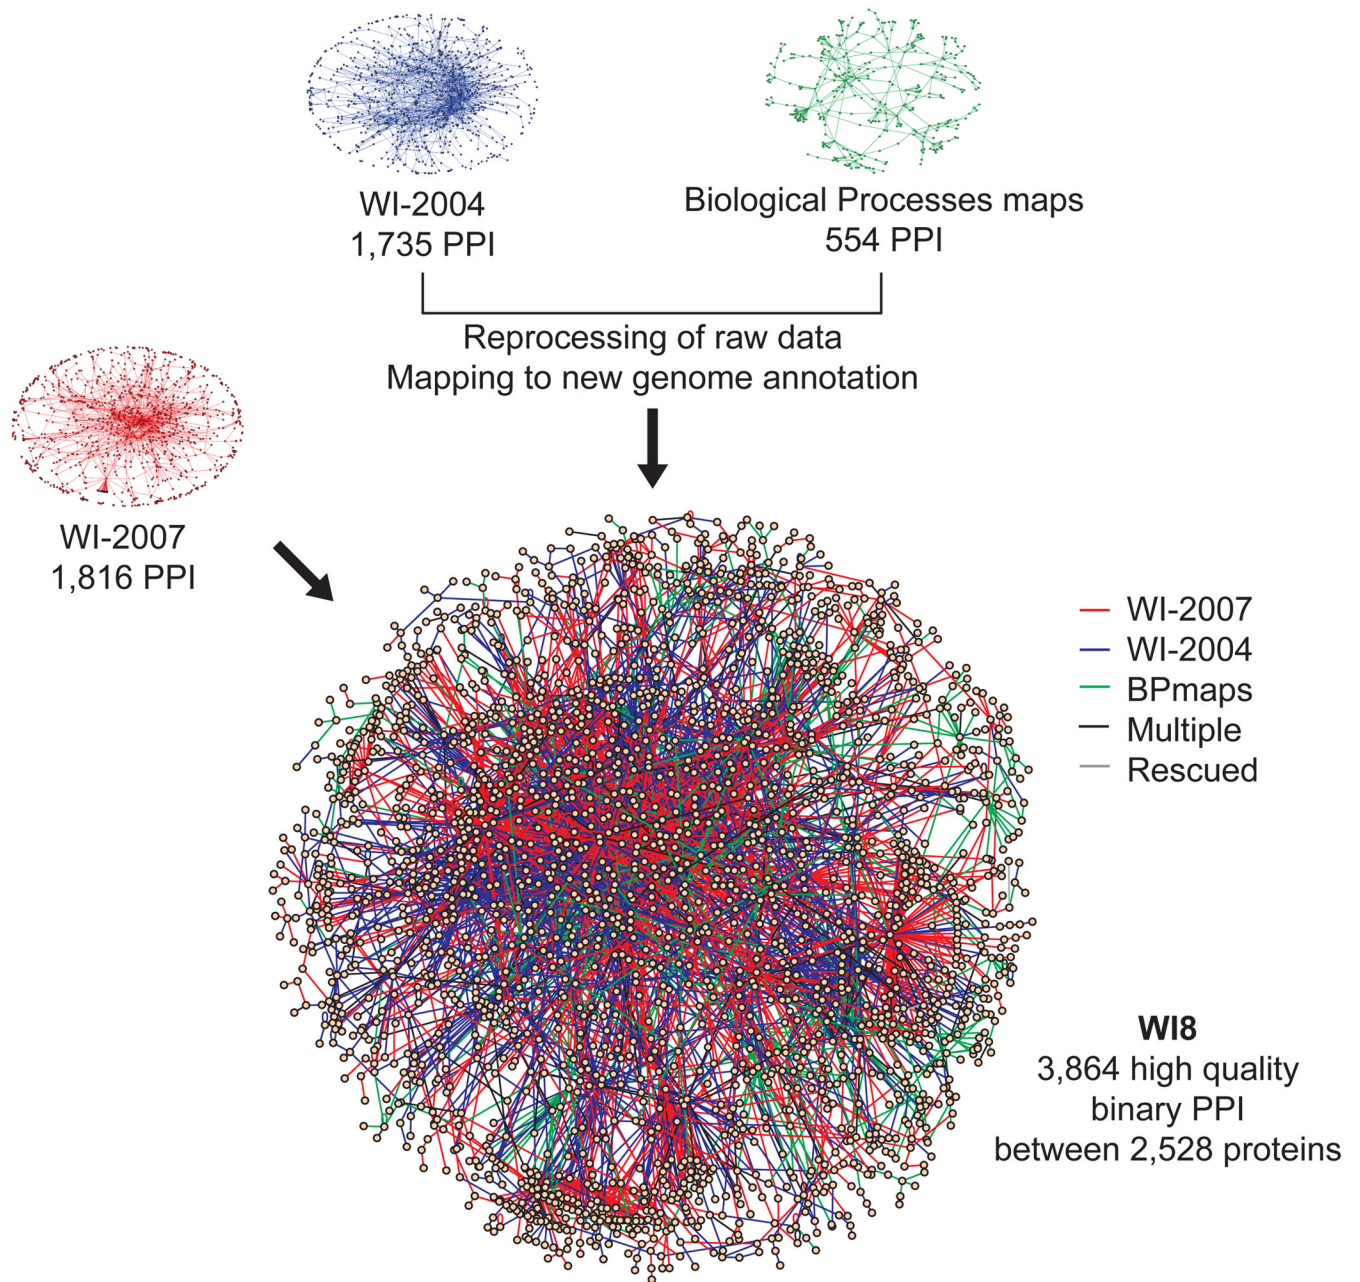 WI-2004
1,735 PPI
Biological Processes maps
554 PPI
Reprocessing of raw data
Mapping to new genome annotation
WI-2007
1,816 PPI
WI-2007
WI-2004
BPmaps
Multiple
Rescued
WI8
3,864 high quality
binary PPI
between 2,528 proteins